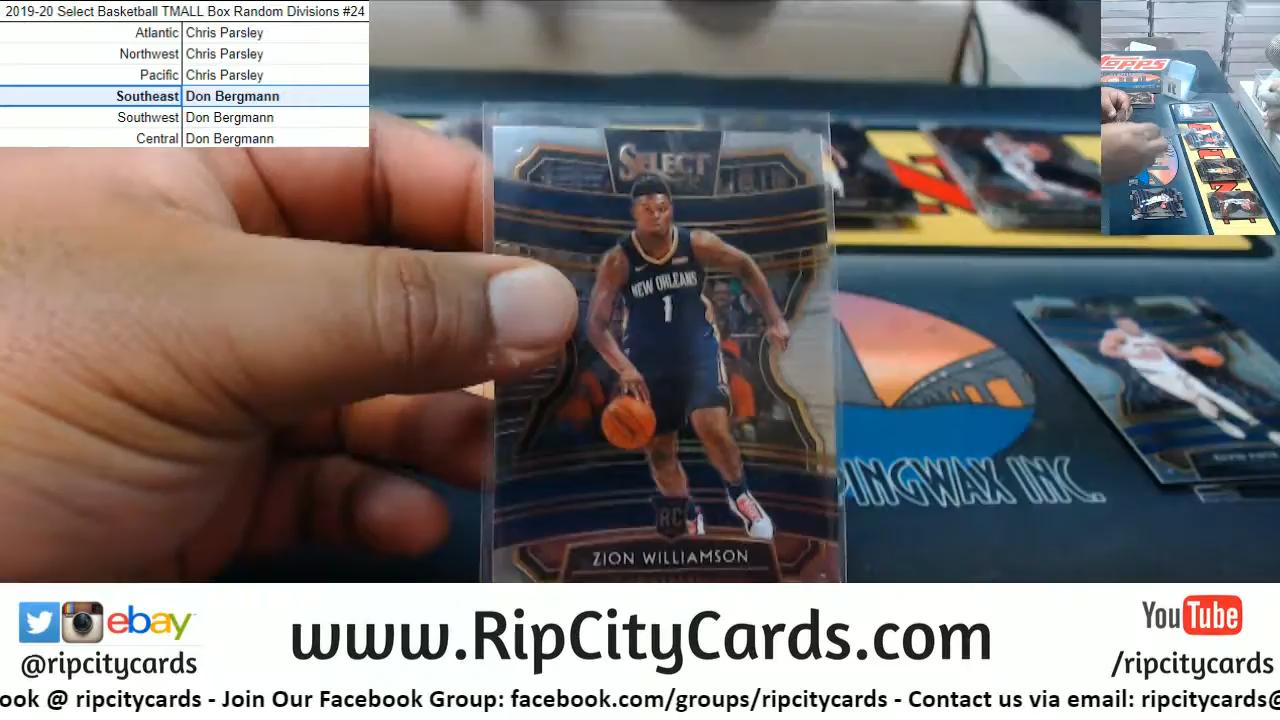 2019-20 Select Basketball TMALL Box Random Divisions #24
Atlantic Chris Parsley
Northwest Chris Parsley
Pacific Chris Parsley
Southeast Don Bergmann
Southwest Don Bergmann
Central Don Bergmann
Topps
SELECT
NEW ORLEANS
1
RC
ZION WILLIAMSON
PINGWAX INC.
ebay
@ripcitycards
www.RipCityCards.com
YouTube
/ripcitycards
ook @ ripcitycards - Join Our Facebook Group: facebook.com/groups/ripcitycards - Contact us via email: ripcitycards@